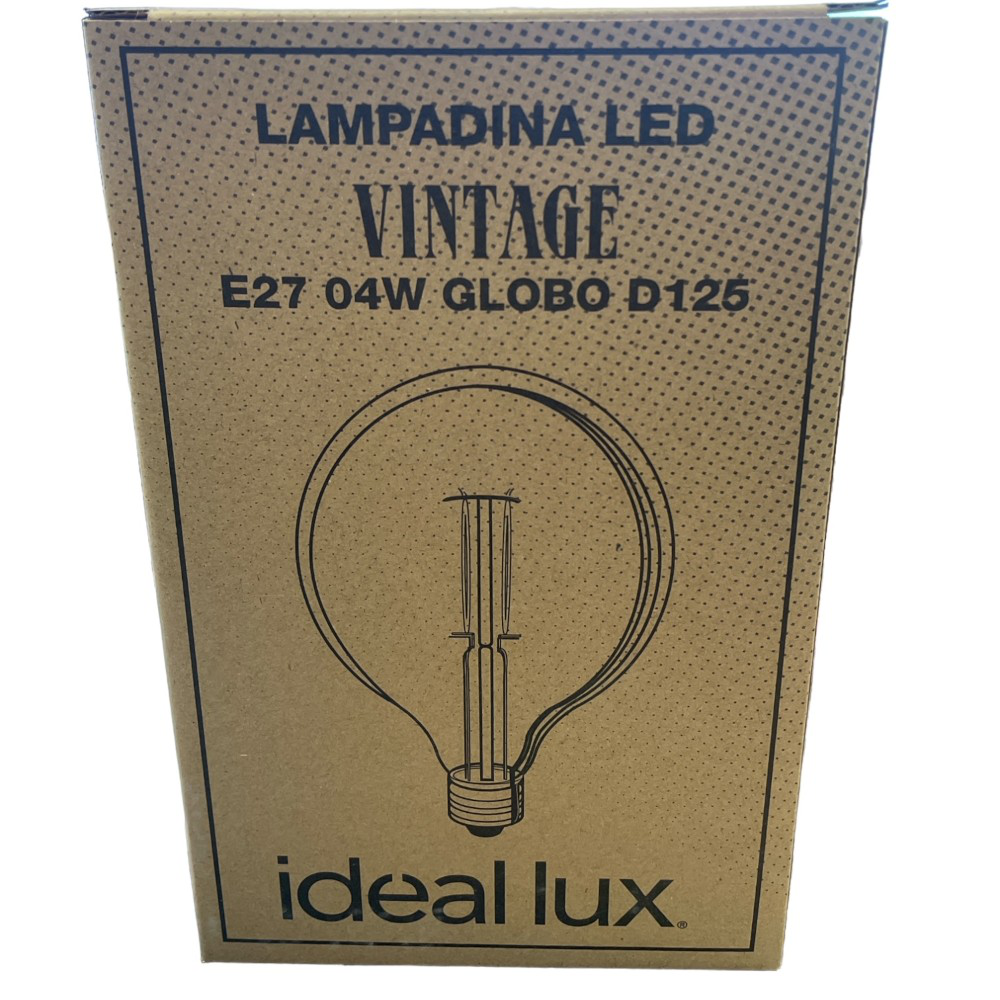 LAMPADINA LED
VINTAGE
E27 04W GLOBO D125
ideal lux®